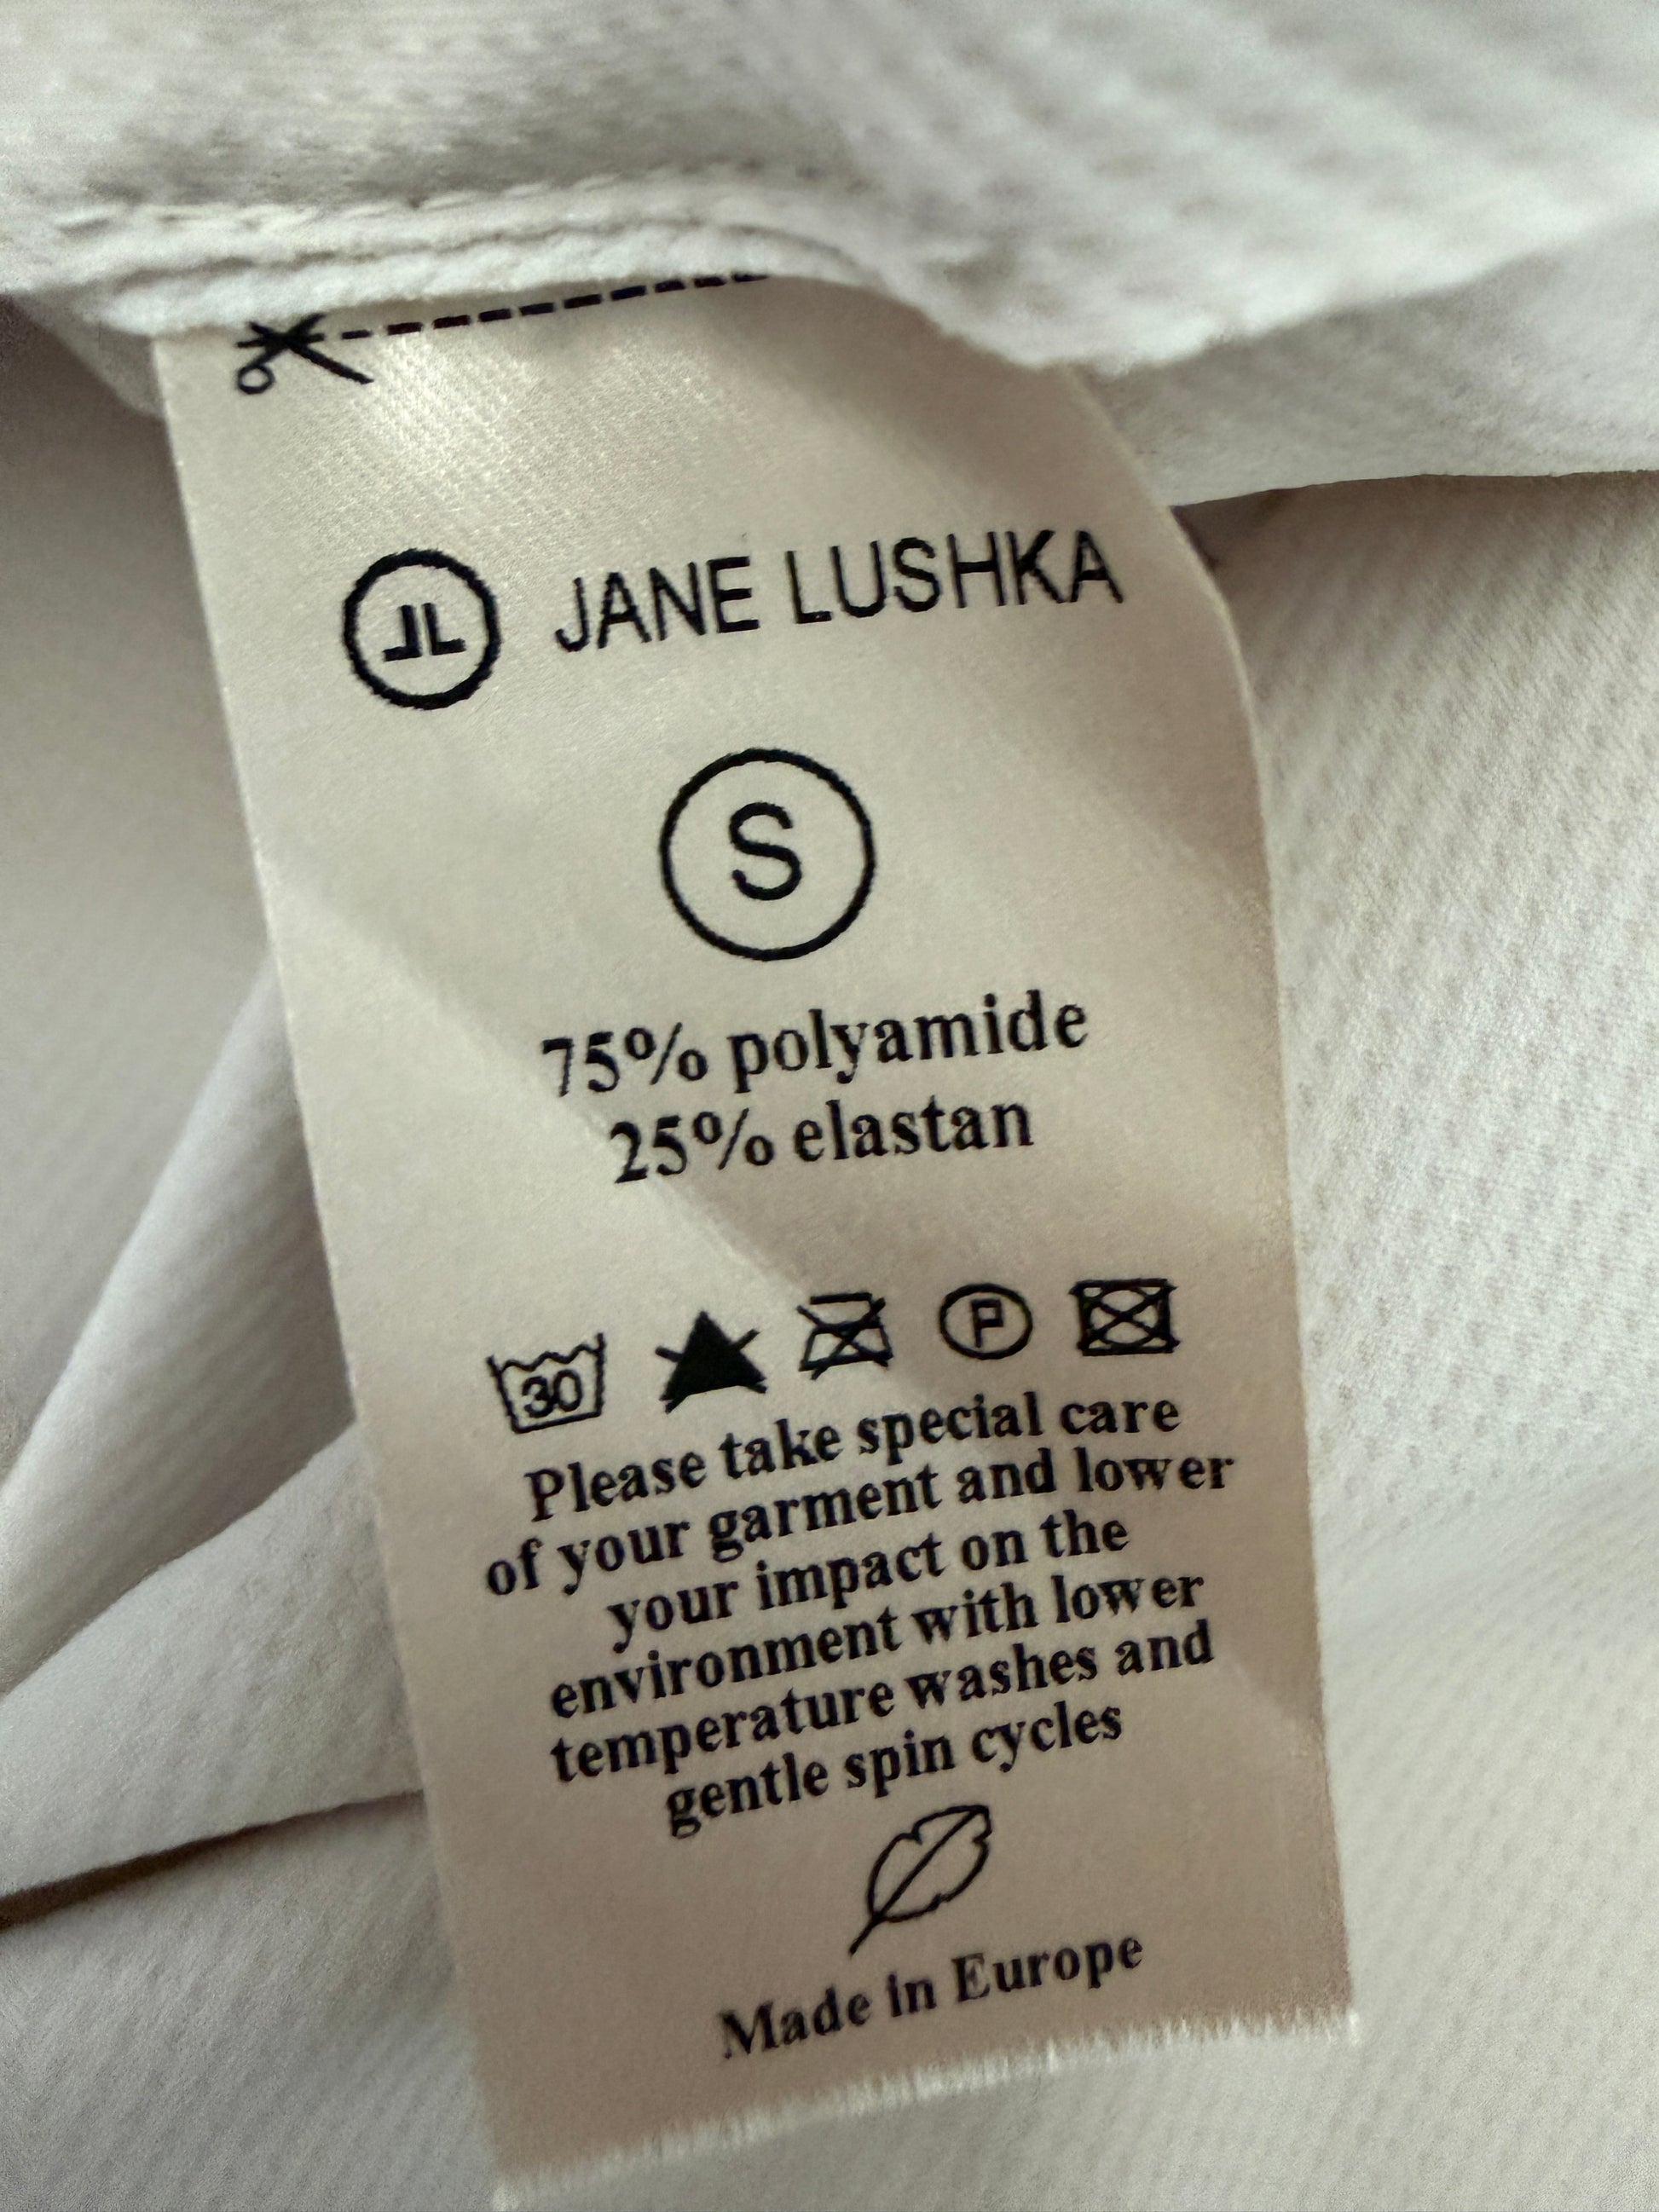 JL JANE LUSHKA
S
75% polyamide
25% elastan
30 P
Please take special care
of your garment and lower
your impact on the
environment with lower
temperature washes and
gentle spin cycles
Made in Europe